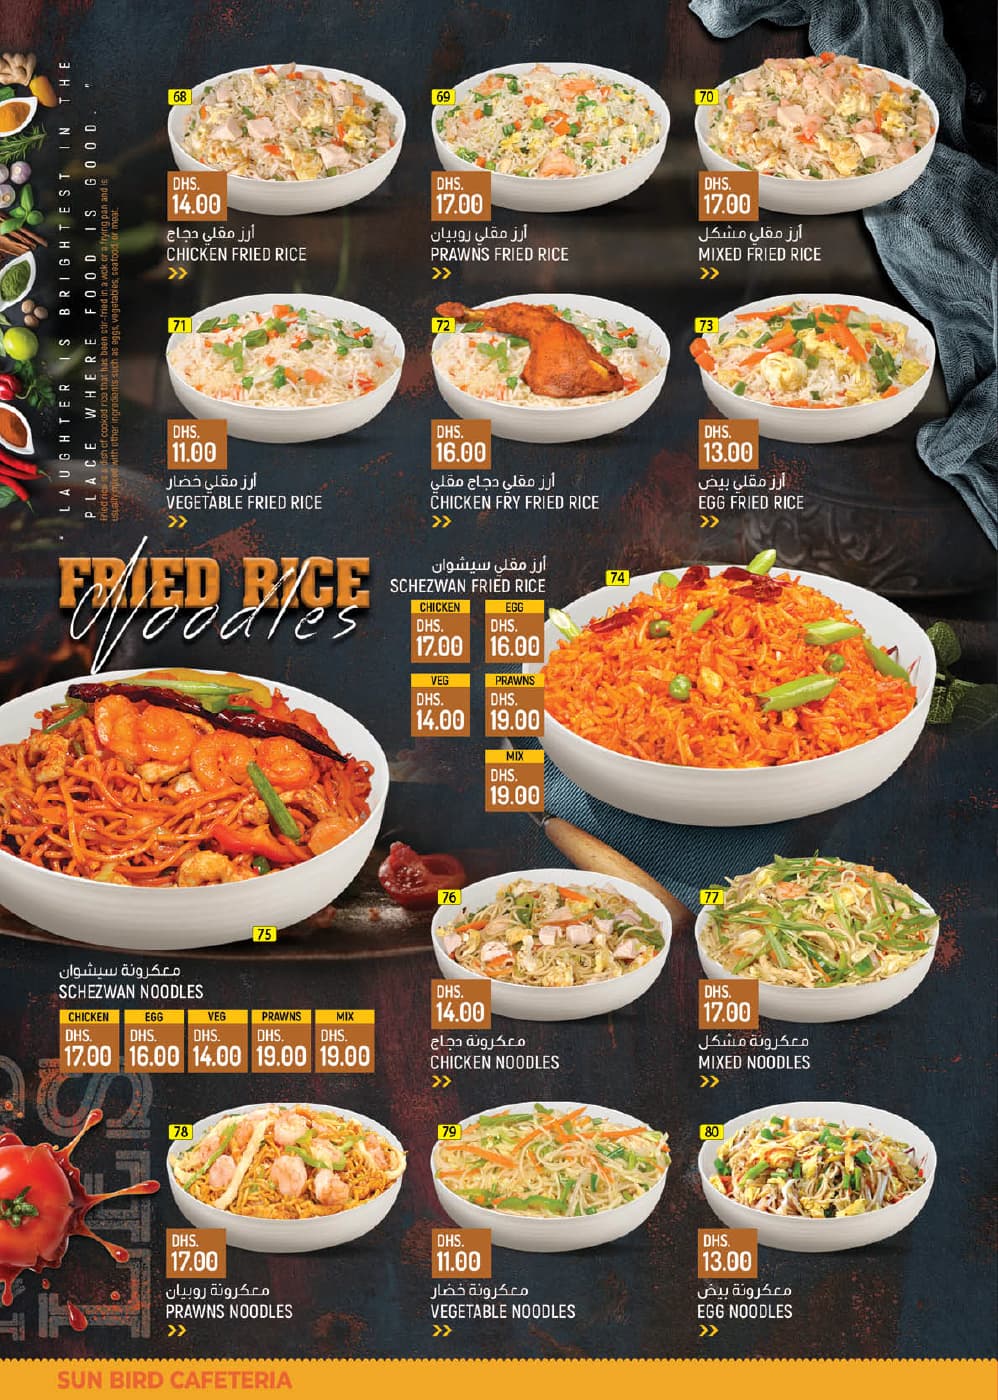 " LAUGHTER IS BRIGHTEST IN THE
PLACE WHERE FOOD IS GOOD. "
Fried rice is a dish of cooked rice that has been stir-fried in a wok or a frying pan and is
usually mixed with other ingredients such as eggs, vegetables, seafood, or meat.
68
DHS.
14.00
أرز مقلي دجاج
CHICKEN FRIED RICE
>>
69
DHS.
17.00
أرز مقلي روبيان
PRAWNS FRIED RICE
>>
70
DHS.
17.00
أرز مقلي مشكل
MIXED FRIED RICE
>>
71
DHS.
11.00
أرز مقلي خضار
VEGETABLE FRIED RICE
>>
72
DHS.
16.00
أرز مقلي دجاج مقلي
CHICKEN FRY FRIED RICE
>>
73
DHS.
13.00
أرز مقلي بيض
EGG FRIED RICE
>>
FRIED RICE
Noodles
74
أرز مقلي سيشوان
SCHEZWAN FRIED RICE
CHICKEN
DHS.
17.00
EGG
DHS.
16.00
VEG
DHS.
14.00
PRAWNS
DHS.
19.00
MIX
DHS.
19.00
75
معكرونة سيشوان
SCHEZWAN NOODLES
CHICKEN
DHS.
17.00
EGG
DHS.
16.00
VEG
DHS.
14.00
PRAWNS
DHS.
19.00
MIX
DHS.
19.00
76
DHS.
14.00
معكرونة دجاج
CHICKEN NOODLES
>>
77
DHS.
17.00
معكرونة مشكل
MIXED NOODLES
>>
78
DHS.
17.00
معكرونة روبيان
PRAWNS NOODLES
>>
79
DHS.
11.00
معكرونة خضار
VEGETABLE NOODLES
>>
80
DHS.
13.00
معكرونة بيض
EGG NOODLES
>>
SUN BIRD CAFETERIA